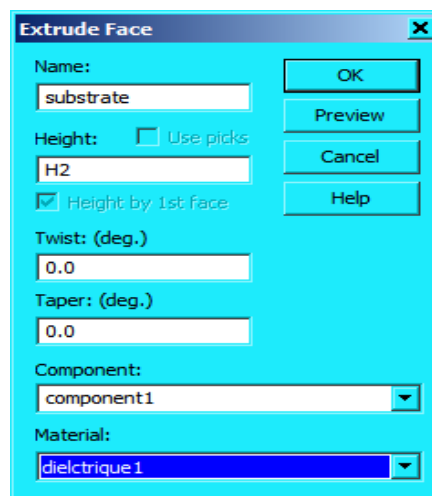 Extrude Face
Name:
substrate
OK
Preview
Height:
Use picks
H2
Cancel
Height by 1st face
Help
Twist: (deg.)
0.0
Taper: (deg.)
0.0
Component:
component1
Material:
dielctrique1